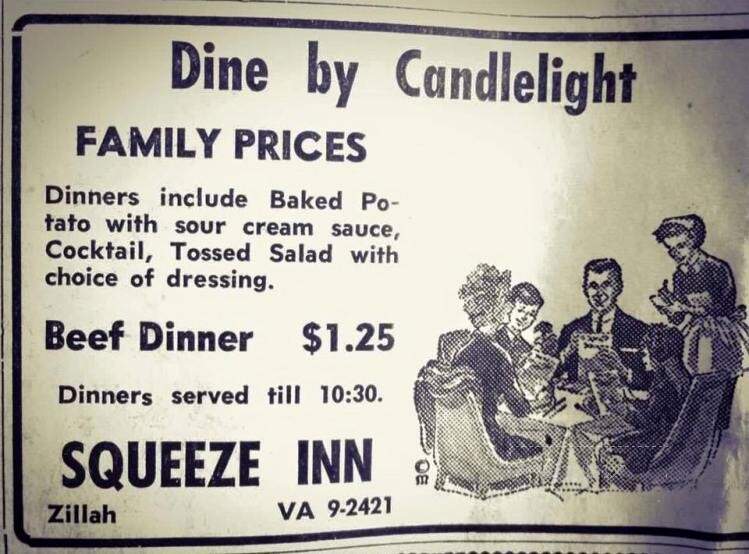 Dine by Candlelight
FAMILY PRICES
Dinners include Baked Po-
tato with sour cream sauce,
Cocktail, Tossed Salad with
choice of dressing.
Beef Dinner $1.25
Dinners served till 10:30.
SQUEEZE INN
Zillah VA 9-2421